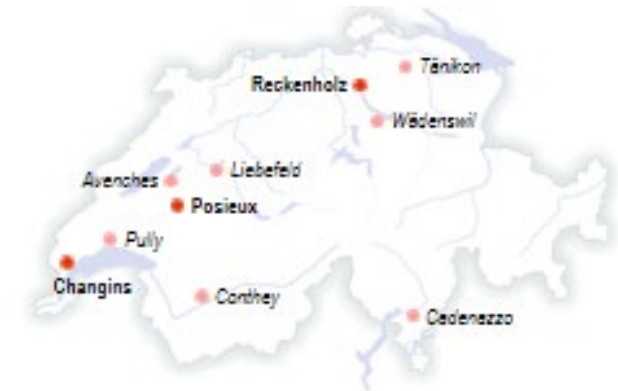 Tänikon
Reckenholz
Wädenswil
Liebefeld
Avenches
Posieux
Pully
Changins
Conthey
Cadenazzo